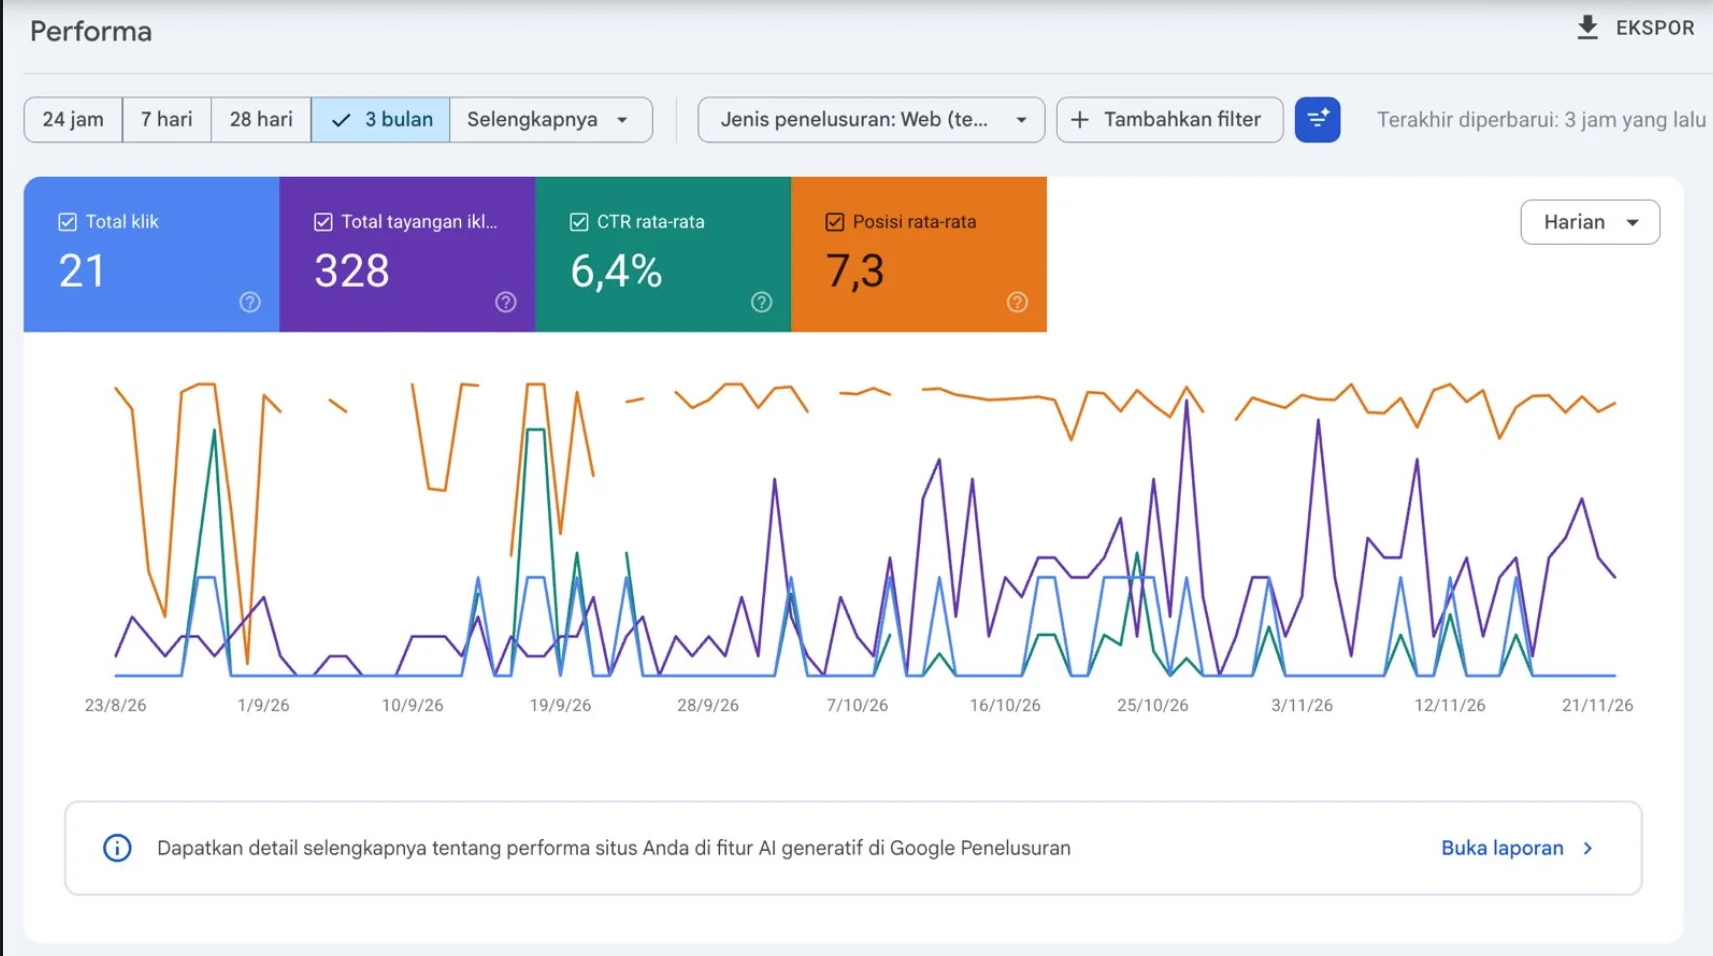 Performa
EKSPOR
24 jam 7 hari 28 hari 3 bulan Selengkapnya Jenis penelusuran: Web (te... Tambahkan filter Terakhir diperbarui: 3 jam yang lalu
Total klik Total tayangan ikl... CTR rata-rata Posisi rata-rata Harian
21 328 6,4% 7,3
23/8/26 1/9/26 10/9/26 19/9/26 28/9/26 7/10/26 16/10/26 25/10/26 3/11/26 12/11/26 21/11/26
Dapatkan detail selengkapnya tentang performa situs Anda di fitur AI generatif di Google Penelusuran Buka laporan